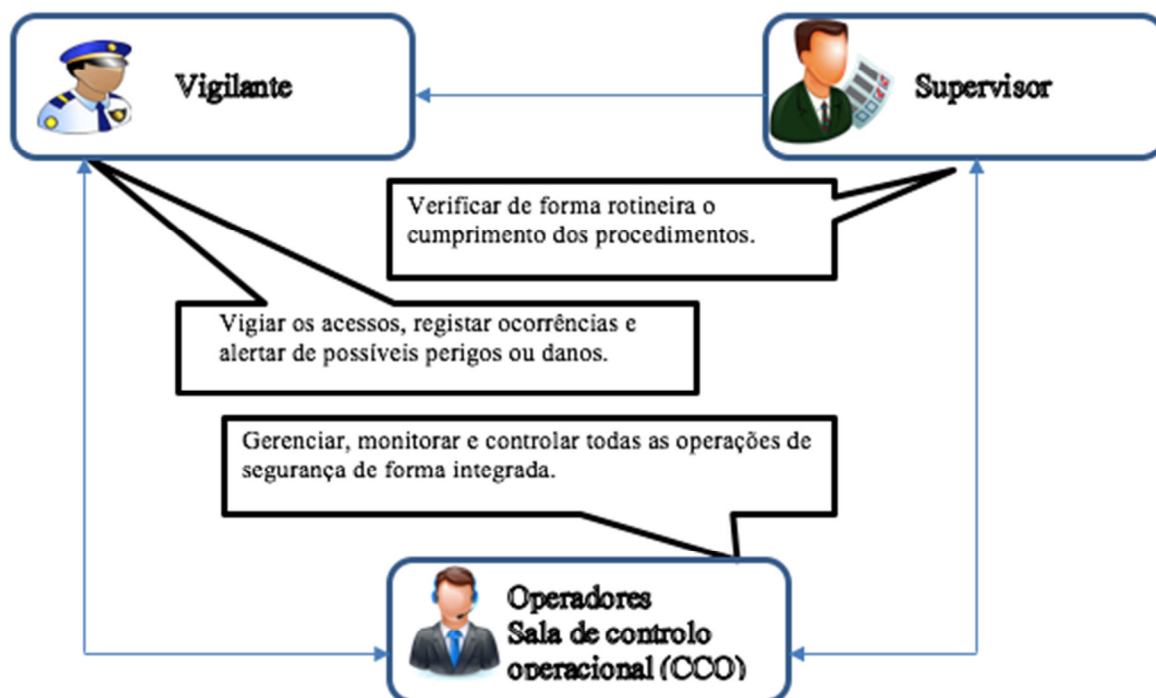 Vigilante
Supervisor
Verificar de forma rotineira o
cumprimento dos procedimentos.
Vigiar os acessos, registar ocorrências e
alertar de possíveis perigos ou danos.
Gerenciar, monitorar e controlar todas as operações de
segurança de forma integrada.
Operadores
Sala de controlo
operacional (CCO)